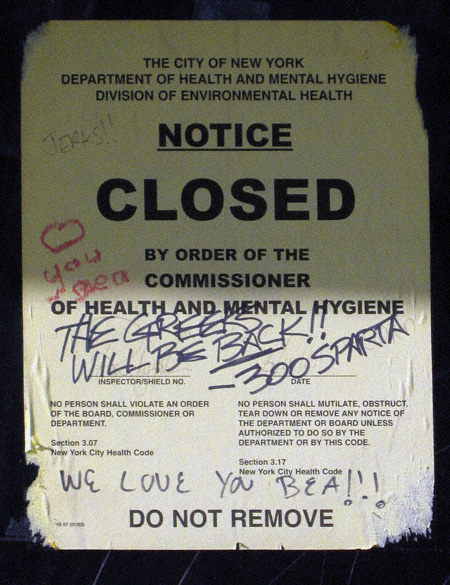 THE CITY OF NEW YORK
DEPARTMENT OF HEALTH AND MENTAL HYGIENE
DIVISION OF ENVIRONMENTAL HEALTH
JERKS!!
NOTICE
CLOSED
BY ORDER OF THE
COMMISSIONER
you
Bea
OF HEALTH AND MENTAL HYGIENE
THE GREEKS
WILL BE BACK!!
- 300 SPARTA
INSPECTOR/SHIELD NO.
DATE
NO PERSON SHALL VIOLATE AN ORDER
OF THE BOARD, COMMISSIONER OR
DEPARTMENT.
Section 3.07
New York City Health Code
NO PERSON SHALL MUTILATE, OBSTRUCT,
TEAR DOWN OR REMOVE ANY NOTICE OF
THE DEPARTMENT OR BOARD UNLESS
AUTHORIZED TO DO SO BY THE
DEPARTMENT OR BY THIS CODE.
Section 3.17
New York City Health Code
WE LOVE YOU BEA!!!
DO NOT REMOVE